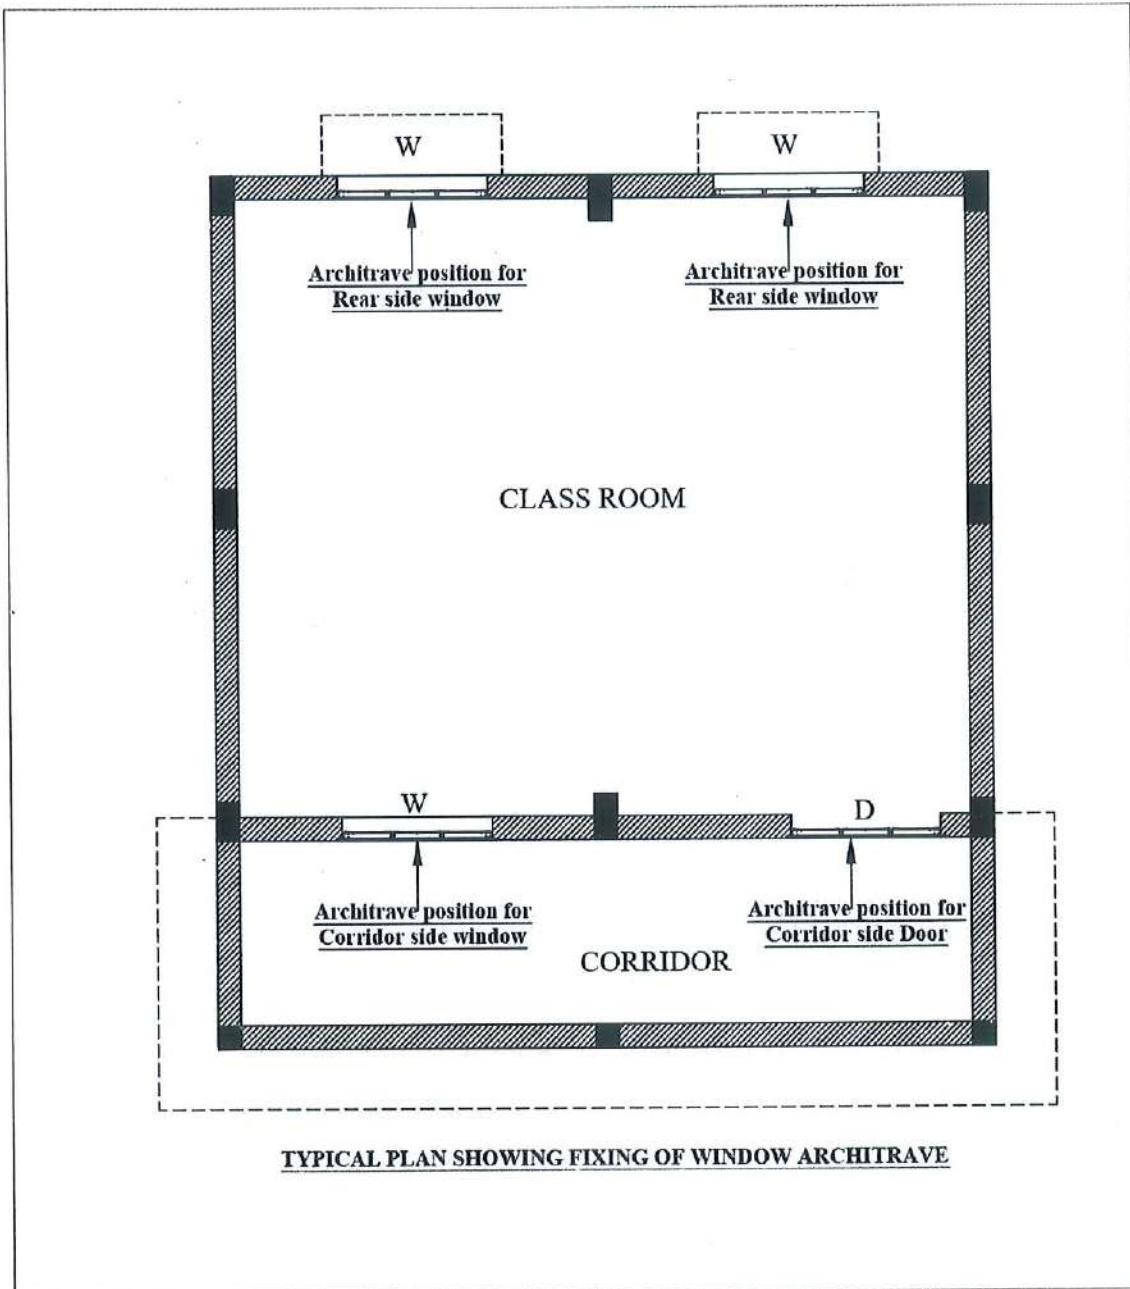 W
W
Architrave position for
Rear side window
Architrave position for
Rear side window
CLASS ROOM
W
D
Architrave position for
Corridor side window
Architrave position for
Corridor side Door
CORRIDOR
TYPICAL PLAN SHOWING FIXING OF WINDOW ARCHITRAVE